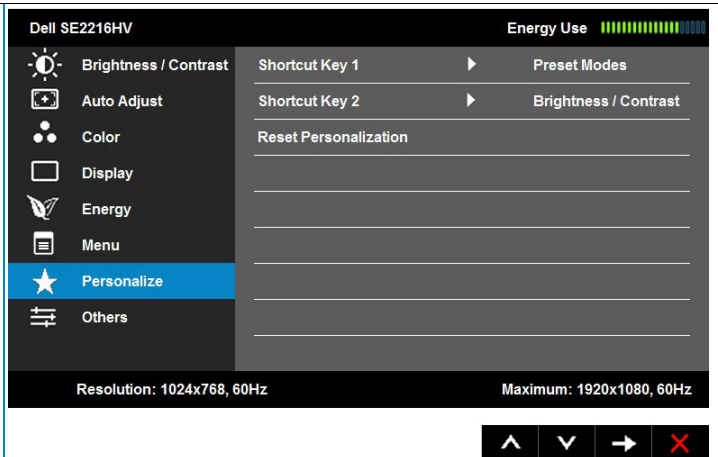 Dell SE2216HV Energy Use
Brightness / Contrast Shortcut Key 1 Preset Modes
Auto Adjust Shortcut Key 2 Brightness / Contrast
Color Reset Personalization
Display
Energy
Menu
Personalize
Others
Resolution: 1024x768, 60Hz Maximum: 1920x1080, 60Hz